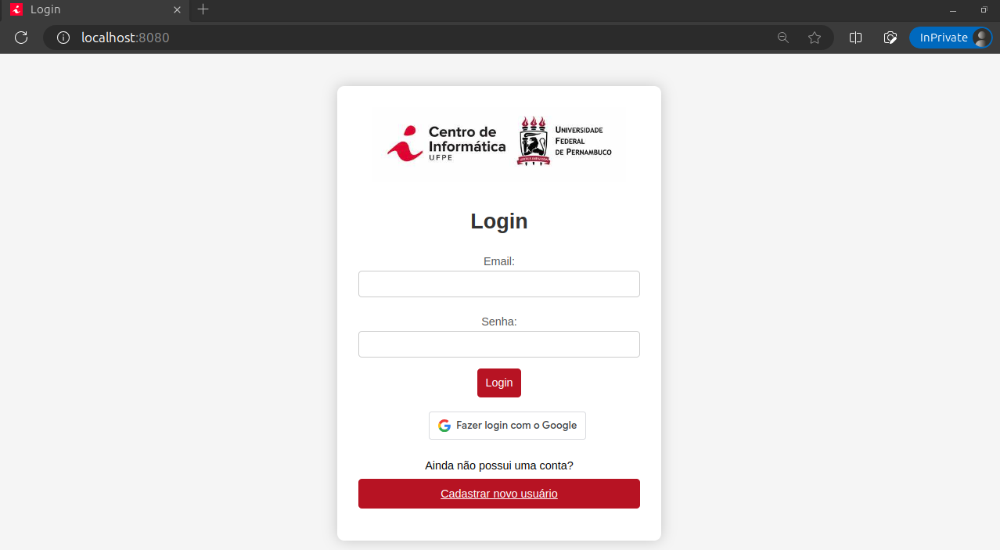 Login
localhost:8080
InPrivate
Centro de
Informática
UFPE
UNIVERSIDADE
FEDERAL
DE PERNAMBUCO
Login
Email:
Senha:
Login
Fazer login com o Google
Ainda não possui uma conta?
Cadastrar novo usuário